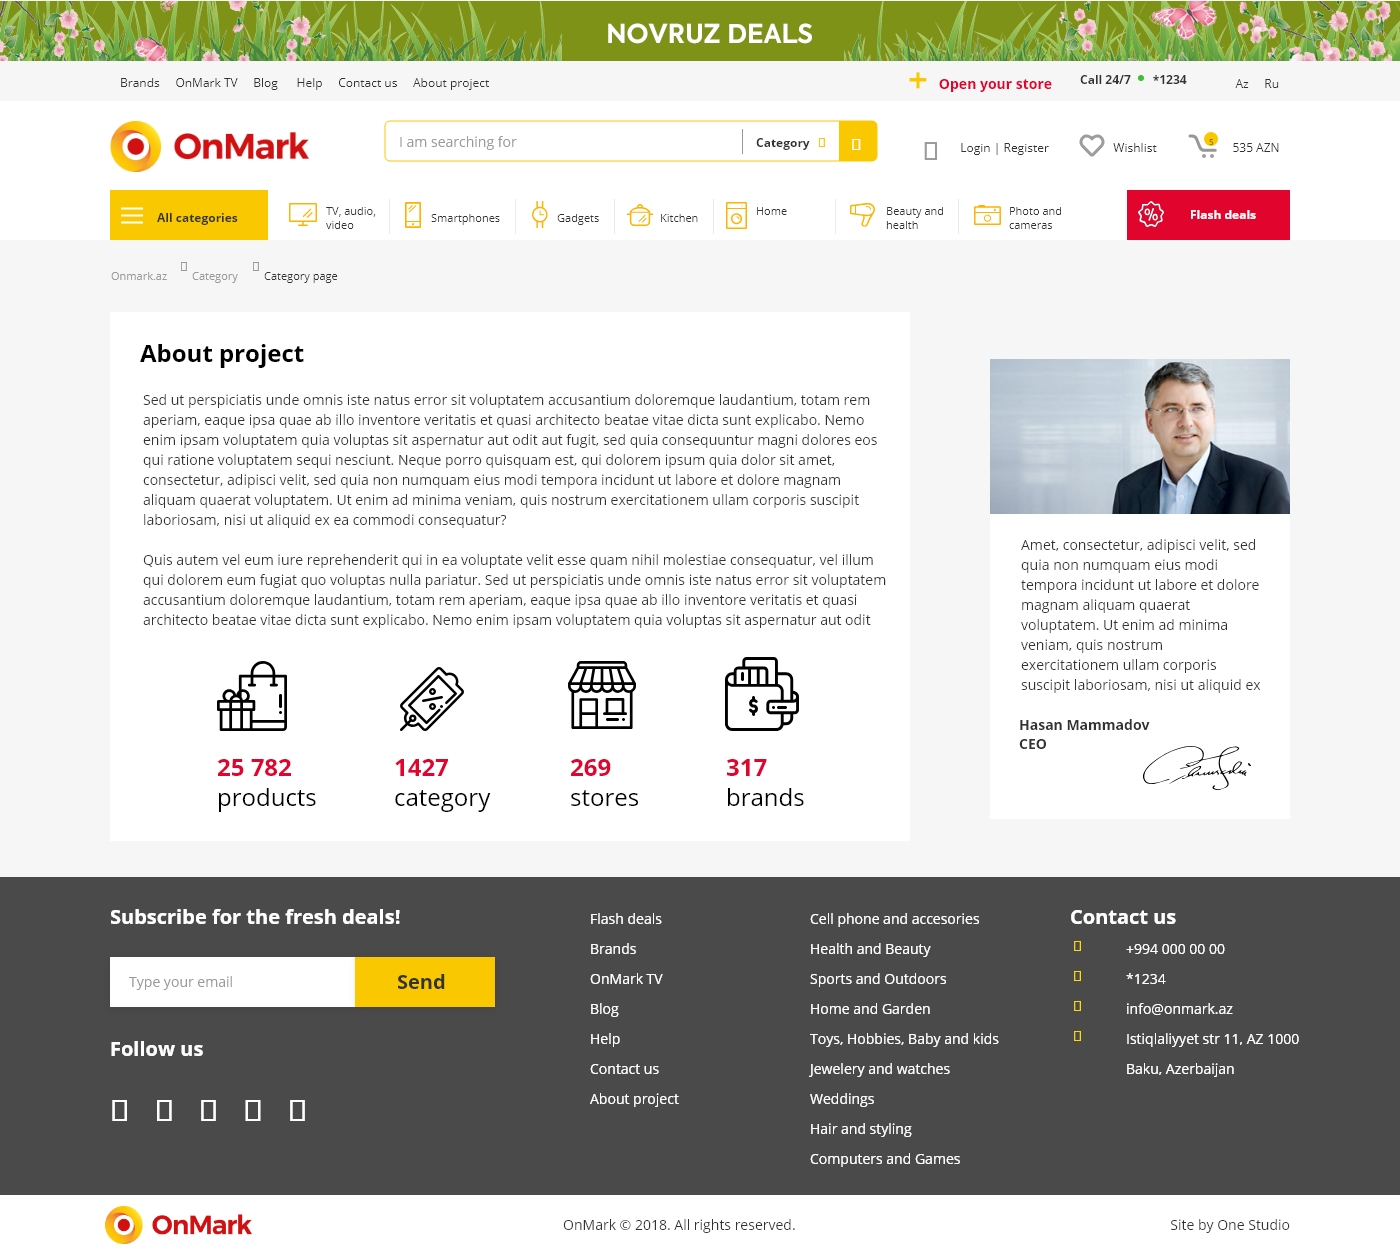 NOVRUZ DEALS
Brands OnMark TV Blog Help Contact us About project
Open your store
Call 24/7 *1234
Az Ru
OnMark
I am searching for
Category
Login | Register
Wishlist
5
535 AZN
All categories
TV, audio,
video
Smartphones
Gadgets
Kitchen
Home
Beauty and
health
Photo and
cameras
%
Flash deals
Onmark.az Category Category page
About project
Sed ut perspiciatis unde omnis iste natus error sit voluptatem accusantium doloremque laudantium, totam rem
aperiam, eaque ipsa quae ab illo inventore veritatis et quasi architecto beatae vitae dicta sunt explicabo. Nemo
enim ipsam voluptatem quia voluptas sit aspernatur aut odit aut fugit, sed quia consequuntur magni dolores eos
qui ratione voluptatem sequi nesciunt. Neque porro quisquam est, qui dolorem ipsum quia dolor sit amet,
consectetur, adipisci velit, sed quia non numquam eius modi tempora incidunt ut labore et dolore magnam
aliquam quaerat voluptatem. Ut enim ad minima veniam, quis nostrum exercitationem ullam corporis suscipit
laboriosam, nisi ut aliquid ex ea commodi consequatur?
Quis autem vel eum iure reprehenderit qui in ea voluptate velit esse quam nihil molestiae consequatur, vel illum
qui dolorem eum fugiat quo voluptas nulla pariatur. Sed ut perspiciatis unde omnis iste natus error sit voluptatem
accusantium doloremque laudantium, totam rem aperiam, eaque ipsa quae ab illo inventore veritatis et quasi
architecto beatae vitae dicta sunt explicabo. Nemo enim ipsam voluptatem quia voluptas sit aspernatur aut odit
$
25 782
products
1427
category
269
stores
317
brands
Amet, consectetur, adipisci velit, sed
quia non numquam eius modi
tempora incidunt ut labore et dolore
magnam aliquam quaerat
voluptatem. Ut enim ad minima
veniam, quis nostrum
exercitationem ullam corporis
suscipit laboriosam, nisi ut aliquid ex
Hasan Mammadov
CEO
Subscribe for the fresh deals!
Type your email
Send
Follow us
Flash deals
Brands
OnMark TV
Blog
Help
Contact us
About project
Cell phone and accesories
Health and Beauty
Sports and Outdoors
Home and Garden
Toys, Hobbies, Baby and kids
Jewelery and watches
Weddings
Hair and styling
Computers and Games
Contact us
+994 000 00 00
*1234
info@onmark.az
Istiqlaliyyet str 11, AZ 1000
Baku, Azerbaijan
OnMark
OnMark © 2018. All rights reserved.
Site by One Studio